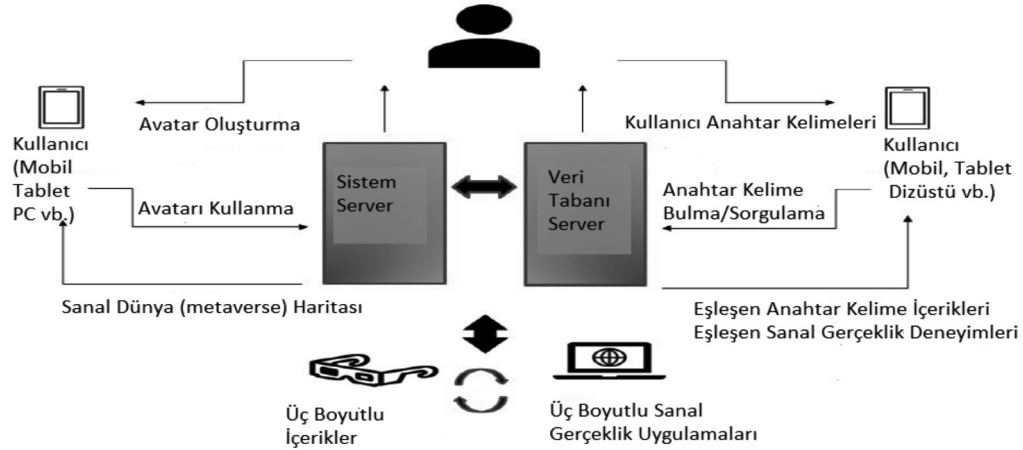 Avatar Oluşturma
Kullanıcı Anahtar Kelimeleri
Kullanıcı
(Mobil
Tablet
PC vb.)
Avatarı Kullanma
Sistem
Server
Veri
Tabanı
Server
Anahtar Kelime
Bulma/Sorgulama
Kullanıcı
(Mobil, Tablet
Dizüstü vb.)
Sanal Dünya (metaverse) Haritası
Eşleşen Anahtar Kelime İçerikleri
Eşleşen Sanal Gerçeklik Deneyimleri
Üç Boyutlu
İçerikler
Üç Boyutlu Sanal
Gerçeklik Uygulamaları